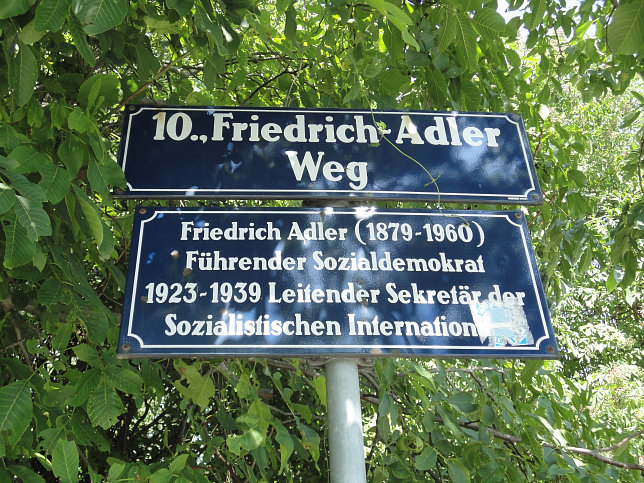 10., Friedrich-Adler
Weg
Friedrich Adler (1879-1960)
Führender Sozialdemokrat
1923-1939 Leitender Sekretär der
Sozialistischen Internation